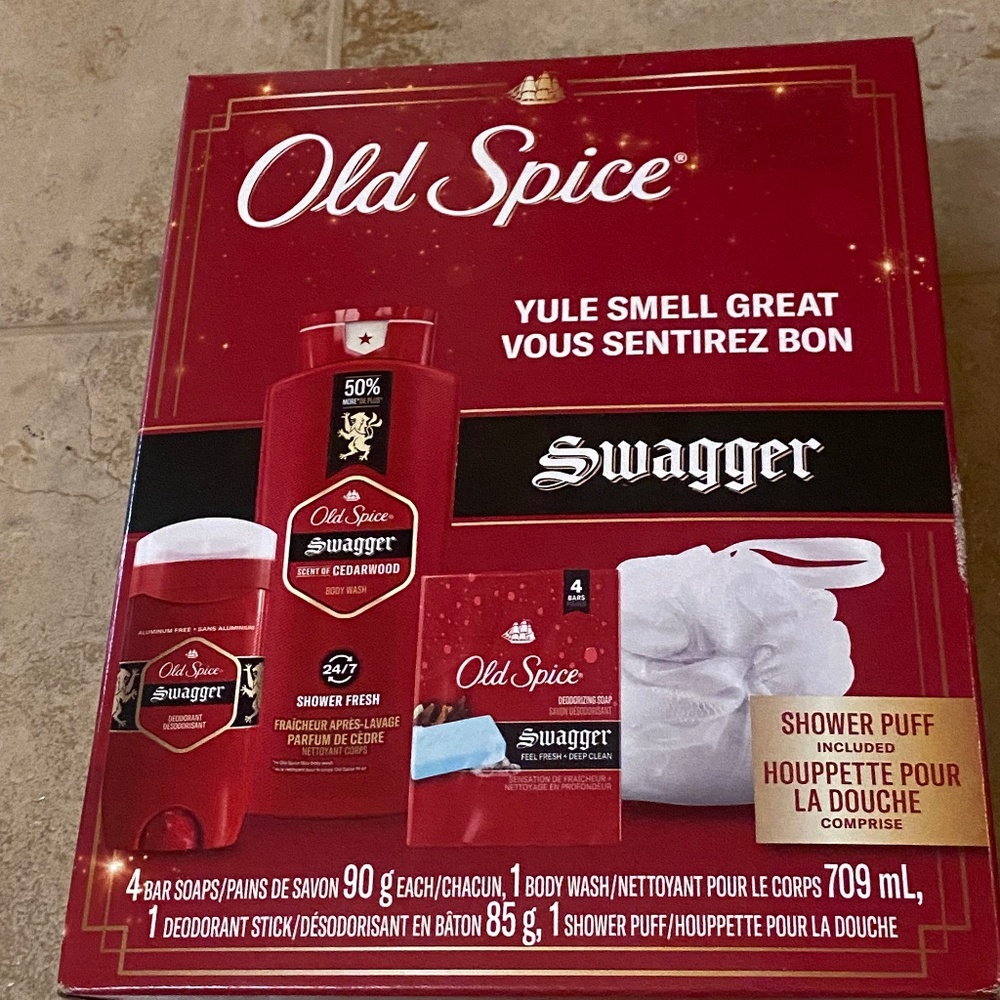 Old Spice®
YULE SMELL GREAT
VOUS SENTIREZ BON
Swagger
50%
MORE* DE PLUS*
Old Spice®
Swagger
SCENT OF CEDARWOOD
BODY WASH
24/7
SHOWER FRESH
FRAÎCHEUR APRÈS-LAVAGE
PARFUM DE CÈDRE
NETTOYANT CORPS
ALUMINUM FREE • SANS ALUMINIUM
Old Spice®
Swagger
DEODORANT
DÉSODORISANT
4
BARS
PAINS
Old Spice®
DEODORIZING SOAP
SAVON DÉSODORISANT
Swagger
FEEL FRESH + DEEP CLEAN
SENSATION DE FRAÎCHEUR +
NETTOYAGE EN PROFONDEUR
SHOWER PUFF
INCLUDED
HOUPPETTE POUR
LA DOUCHE
COMPRISE
4 BAR SOAPS/PAINS DE SAVON 90 g EACH/CHACUN, 1 BODY WASH/NETTOYANT POUR LE CORPS 709 mL,
1 DEODORANT STICK/DÉSODORISANT EN BÂTON 85 g, 1 SHOWER PUFF/HOUPPETTE POUR LA DOUCHE